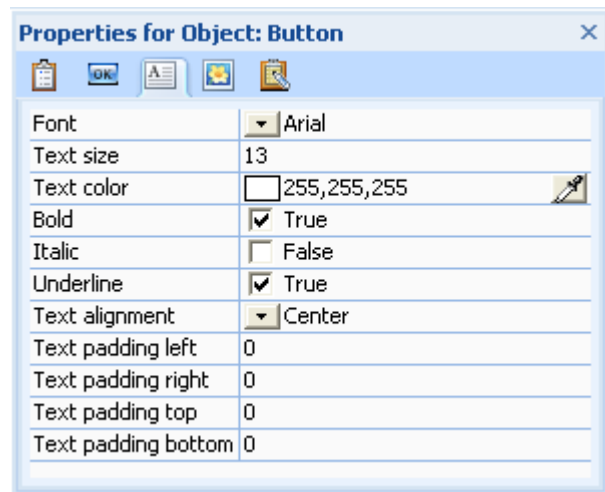 Properties for Object: Button
OK
A
Font Arial
Text size 13
Text color 255,255,255
Bold True
Italic False
Underline True
Text alignment Center
Text padding left 0
Text padding right 0
Text padding top 0
Text padding bottom 0